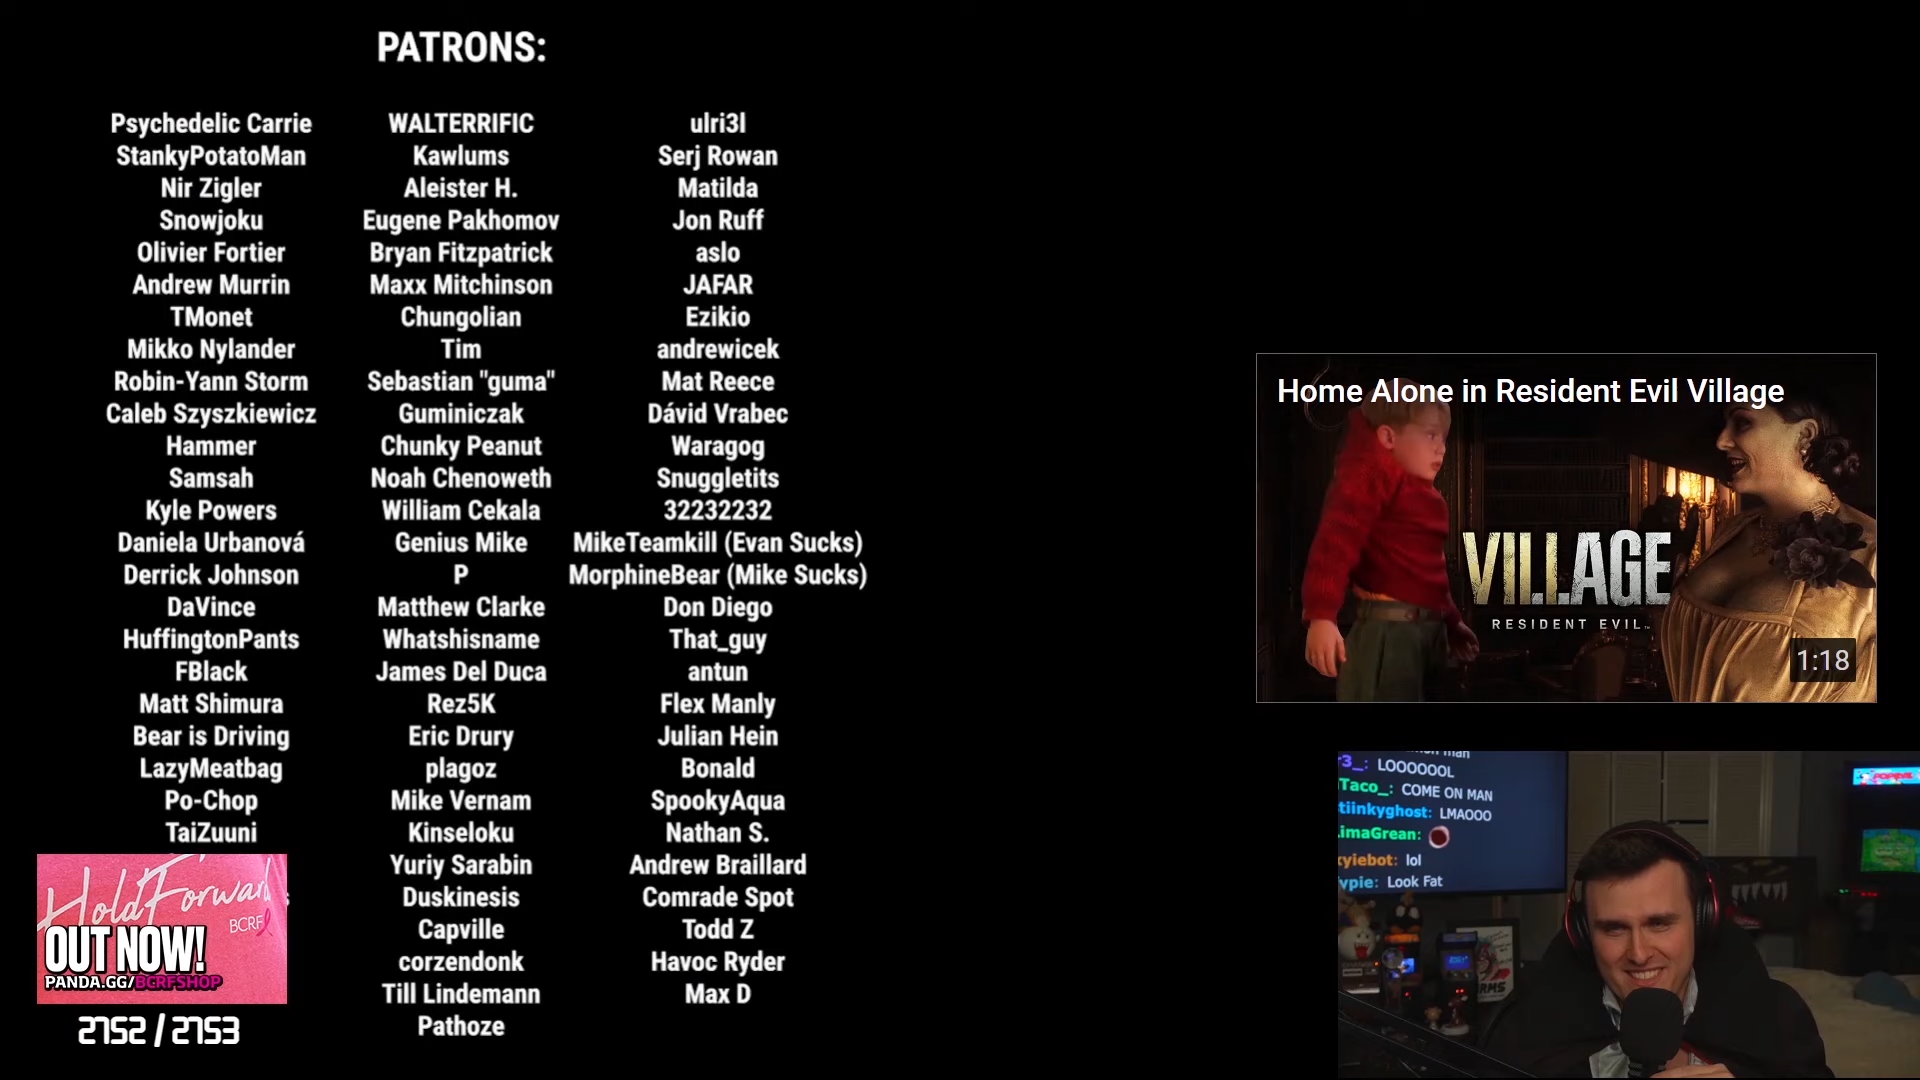 PATRONS:
Psychedelic Carrie
StankyPotatoMan
Nir Zigler
Snowjoku
Olivier Fortier
Andrew Murrin
TMonet
Mikko Nylander
Robin-Yann Storm
Caleb Szyszkiewicz
Hammer
Samsah
Kyle Powers
Daniela Urbanová
Derrick Johnson
DaVince
HuffingtonPants
FBlack
Matt Shimura
Bear is Driving
LazyMeatbag
Po-Chop
TaiZuuni
WALTERRIFIC
Kawlums
Aleister H.
Eugene Pakhomov
Bryan Fitzpatrick
Maxx Mitchinson
Chungolian
Tim
Sebastian "guma"
Guminiczak
Chunky Peanut
Noah Chenoweth
William Cekala
Genius Mike
P
Matthew Clarke
Whatshisname
James Del Duca
Rez5K
Eric Drury
plagoz
Mike Vernam
Kinseloku
Yuriy Sarabin
Duskinesis
Capville
corzendonk
Till Lindemann
Pathoze
ulri3l
Serj Rowan
Matilda
Jon Ruff
aslo
JAFAR
Ezikio
andrewicek
Mat Reece
Dávid Vrabec
Waragog
Snuggletits
32232232
MikeTeamkill (Evan Sucks)
MorphineBear (Mike Sucks)
Don Diego
That_guy
antun
Flex Manly
Julian Hein
Bonald
SpookyAqua
Nathan S.
Andrew Braillard
Comrade Spot
Todd Z
Havoc Ryder
Max D
HoldForward
BCRF
OUT NOW!
PANDA.GG/BCRFSHOP
2752 / 2753
Home Alone in Resident Evil Village
VILLAGE
RESIDENT EVIL
1:18
man
r3_: LOOOOOOL
Taco_: COME ON MAN
tiinkyghost: LMAOOO
imaGrean:
xyiebot: lol
ypie: Look Fat